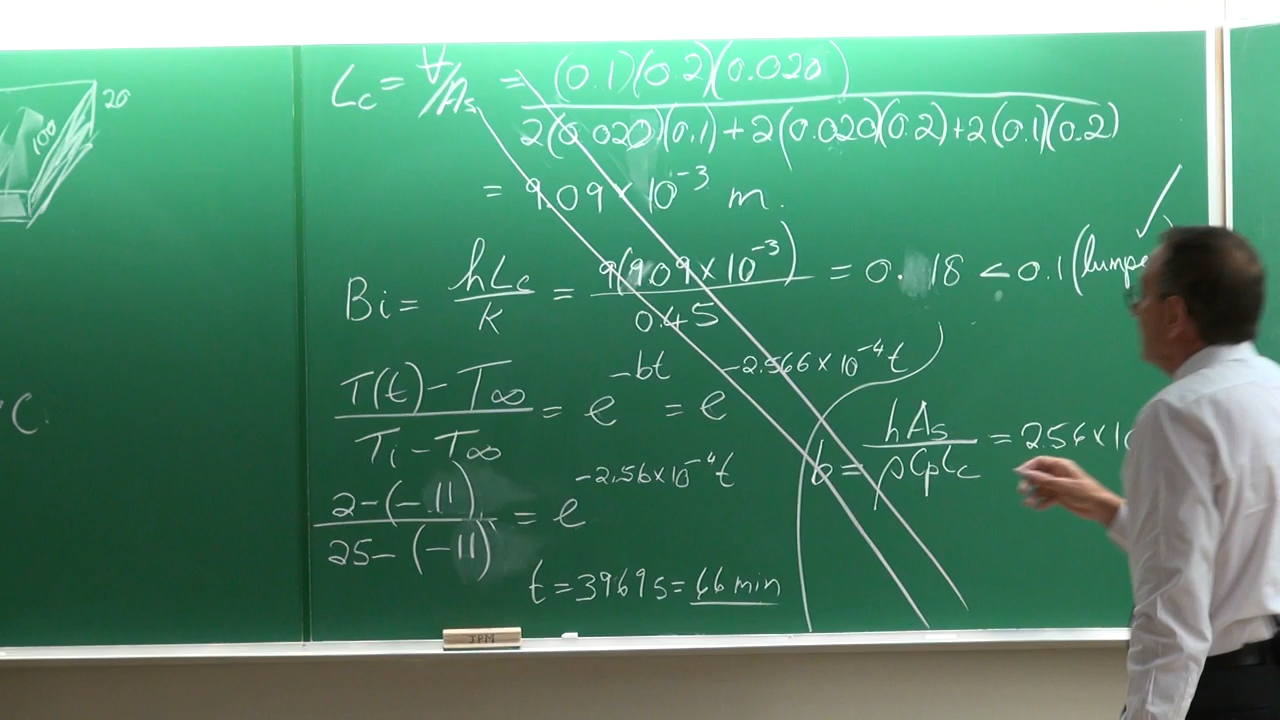 20
100
Lc = V/As = (0.1)(0.2)(0.020) / 2(0.020)(0.1) + 2(0.020)(0.2) + 2(0.1)(0.2)
= 9.09 × 10⁻³ m.
Bi = hLc / K = 9(9.09 × 10⁻³) / 0.45 = 0. 18 < 0.1 (lumpe
T(t) - T∞ / Ti - T∞ = e^-bt = e^-2.566 × 10⁻⁴t
C.
b = hAs / ρCpLc = 2.56 × 10
2 - (-11) / 25 - (-11) = e^-2.56 × 10⁻⁴t
t = 3969s = 66 min
JPM